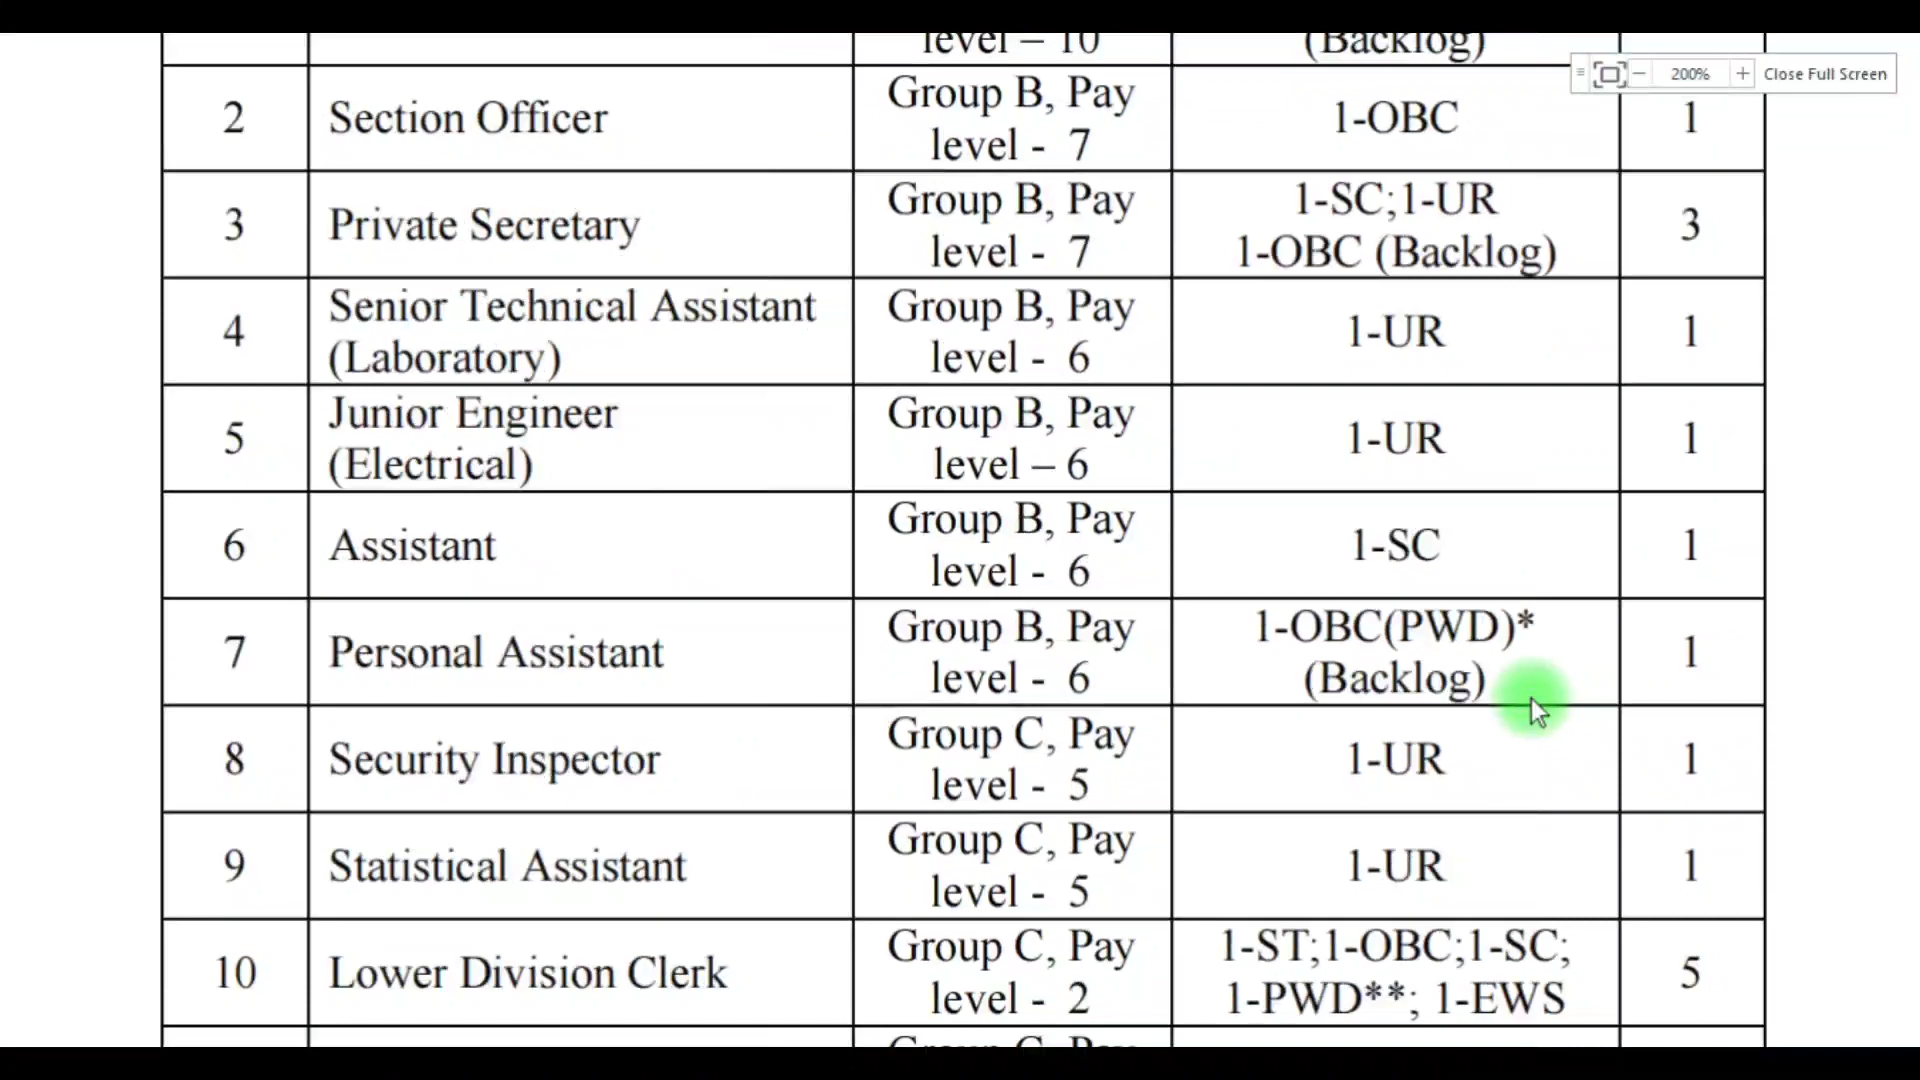 level – 10 (Backlog)
2 Section Officer Group B, Pay level - 7 1-OBC 1
3 Private Secretary Group B, Pay level - 7 1-SC;1-UR 1-OBC (Backlog) 3
4 Senior Technical Assistant (Laboratory) Group B, Pay level - 6 1-UR 1
5 Junior Engineer (Electrical) Group B, Pay level – 6 1-UR 1
6 Assistant Group B, Pay level - 6 1-SC 1
7 Personal Assistant Group B, Pay level - 6 1-OBC(PWD)* (Backlog) 1
8 Security Inspector Group C, Pay level - 5 1-UR 1
9 Statistical Assistant Group C, Pay level - 5 1-UR 1
10 Lower Division Clerk Group C, Pay level - 2 1-ST;1-OBC;1-SC; 1-PWD**; 1-EWS 5
Group C, Pay
200% Close Full Screen